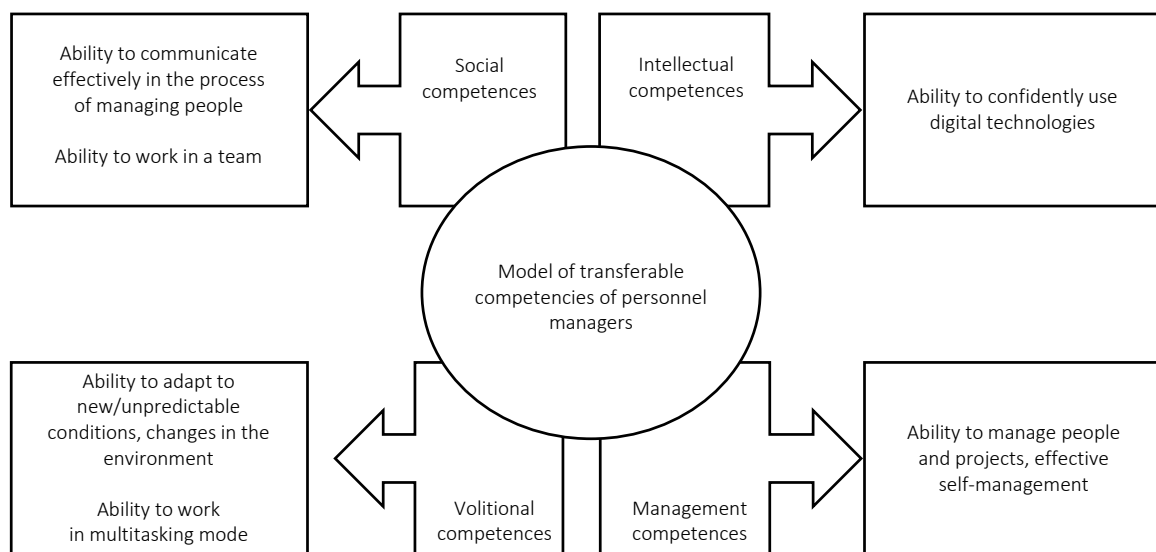 Ability to communicate
effectively in the process
of managing people
Ability to work in a team
Social
competences
Intellectual
competences
Ability to confidently use
digital technologies
Model of transferable
competencies of personnel
managers
Ability to adapt to
new/unpredictable
conditions, changes in the
environment
Ability to work
in multitasking mode
Volitional
competences
Management
competences
Ability to manage people
and projects, effective
self-management